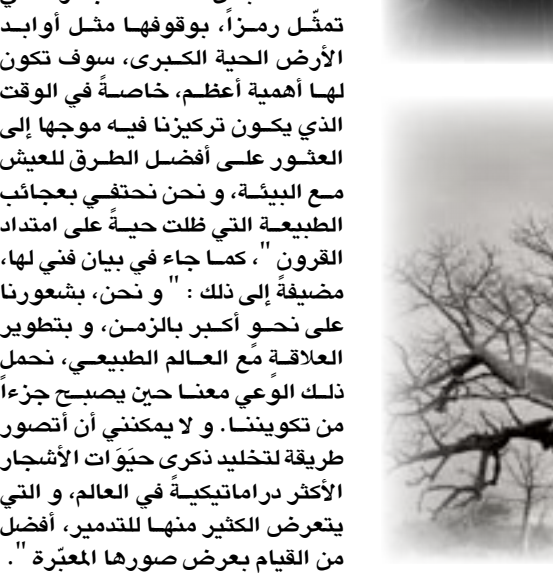 تمثّل رمزاً، بوقوفها مثل أوابد
الأرض الحية الكبرى، سوف تكون
لها أهمية أعظم، خاصةً في الوقت
الذي يكون تركيزنا فيه موجها إلى
العثور على أفضل الطرق للعيش
مع البيئة، و نحن نحتفي بعجائب
الطبيعة التي ظلت حيةً على امتداد
القرون "، كما جاء في بيان فني لها،
مضيفةً إلى ذلك : " و نحن، بشعورنا
على نحوٍ أكبر بالزمن، و بتطوير
العلاقة مع العالم الطبيعي، نحمل
ذلك الوعي معنا حين يصبح جزءاً
من تكويننا. و لا يمكنني أن أتصور
طريقة لتخليد ذكرى حيَوَات الأشجار
الأكثر دراماتيكيةً في العالم، و التي
يتعرض الكثير منها للتدمير، أفضل
من القيام بعرض صورها المعبّرة ".